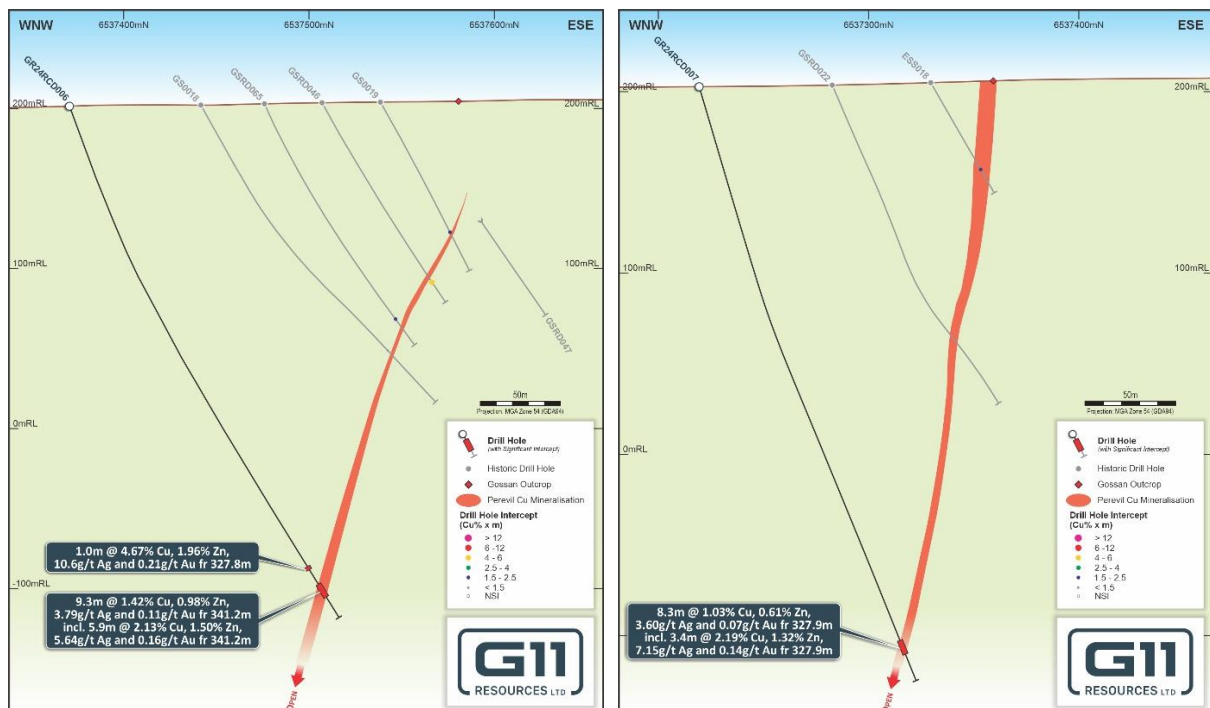 WNW
6537400mN
6537500mN
6537600mN
ESE
GR24RCD006
GS0018
GSRD065
GSRD046
GS0019
200mRL
200mRL
GSRD047
100mRL
100mRL
50m
Projection: MGA Zone 54 (GDA94)
0mRL
Drill Hole
(with Significant Intercept)
Historic Drill Hole
Gossan Outcrop
Perevil Cu Mineralisation
Drill Hole Intercept
(Cu% x m)
> 12
6 -12
4 - 6
2.5 - 4
1.5 - 2.5
< 1.5
NSI
1.0m @ 4.67% Cu, 1.96% Zn,
10.6g/t Ag and 0.21g/t Au fr 327.8m
-100mRL
9.3m @ 1.42% Cu, 0.98% Zn,
3.79g/t Ag and 0.11g/t Au fr 341.2m
incl. 5.9m @ 2.13% Cu, 1.50% Zn,
5.64g/t Ag and 0.16g/t Au fr 341.2m
OPEN
G11
RESOURCES LTD
WNW
6537300mN
6537400mN
ESE
GR24RCD007
GSRD022
ESS018
200mRL
200mRL
100mRL
100mRL
50m
Projection: MGA Zone 54 (GDA94)
0mRL
Drill Hole
(with Significant Intercept)
Historic Drill Hole
Gossan Outcrop
Perevil Cu Mineralisation
Drill Hole Intercept
(Cu% x m)
> 12
6 -12
4 - 6
2.5 - 4
1.5 - 2.5
< 1.5
NSI
8.3m @ 1.03% Cu, 0.61% Zn,
3.60g/t Ag and 0.07g/t Au fr 327.9m
incl. 3.4m @ 2.19% Cu, 1.32% Zn,
7.15g/t Ag and 0.14g/t Au fr 327.9m
OPEN
G11
RESOURCES LTD